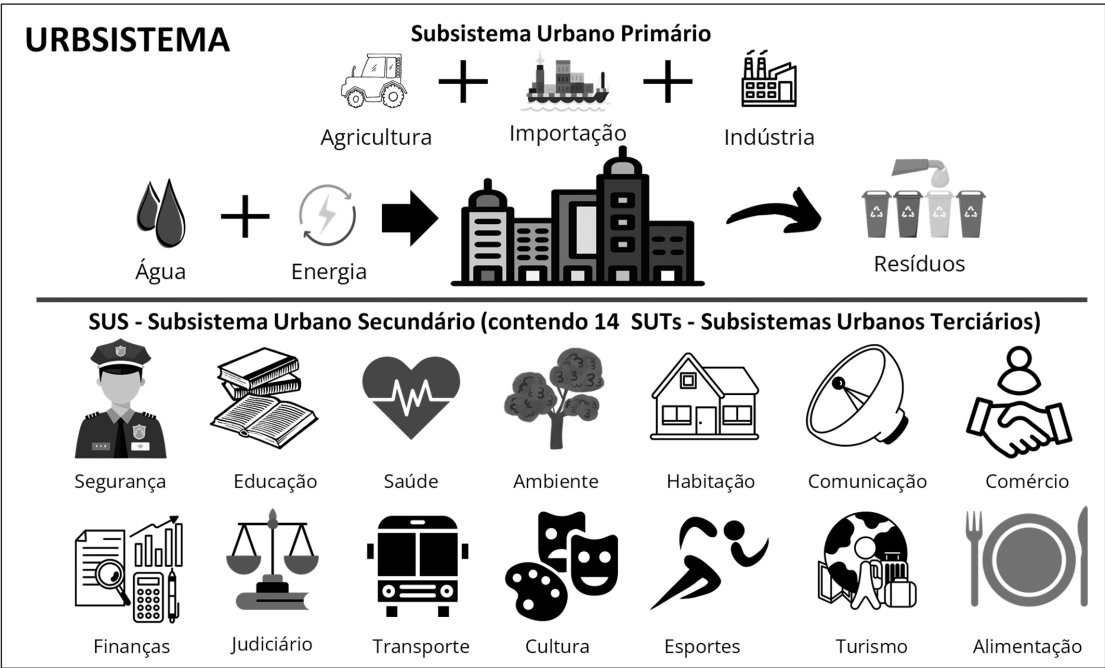 URBSISTEMA
Subsistema Urbano Primário
Agricultura
Importação
Indústria
Água
Energia
Resíduos
SUS - Subsistema Urbano Secundário (contendo 14 SUTs - Subsistemas Urbanos Terciários)
Segurança
Educação
Saúde
Ambiente
Habitação
Comunicação
Comércio
Finanças
Judiciário
Transporte
Cultura
Esportes
Turismo
Alimentação